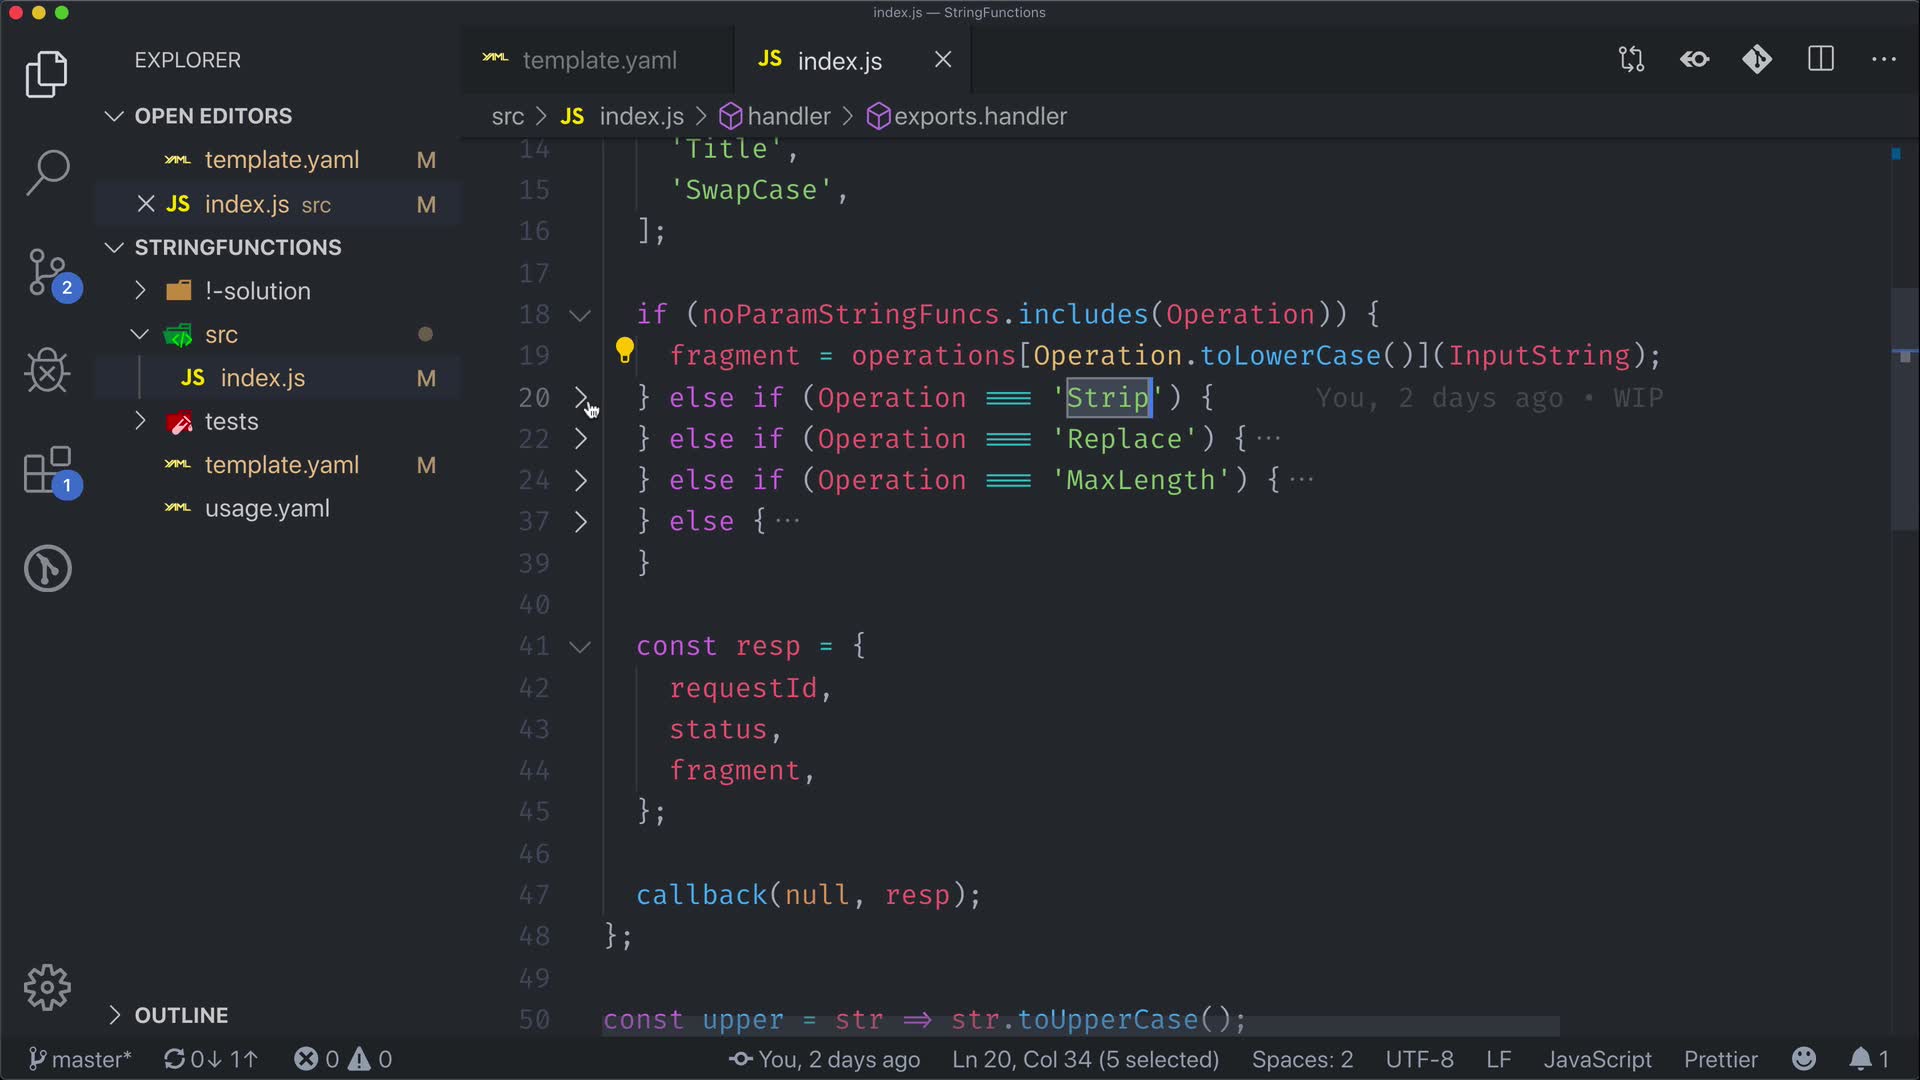 index.js — StringFunctions
EXPLORER
OPEN EDITORS
template.yaml M
JS index.js src M
STRINGFUNCTIONS
!-solution
src
JS index.js M
tests
template.yaml M
usage.yaml
OUTLINE
2
1
template.yaml
JS index.js
src > JS index.js > handler > exports.handler
14 'Title',
15 'SwapCase',
16 ];
17
18 if (noParamStringFuncs.includes(Operation)) {
19 fragment = operations[Operation.toLowerCase()](InputString);
20 } else if (Operation === 'Strip') { You, 2 days ago • WIP
22 } else if (Operation === 'Replace') {···
24 } else if (Operation === 'MaxLength') {···
37 } else {···
39 }
40
41 const resp = {
42 requestId,
43 status,
44 fragment,
45 };
46
47 callback(null, resp);
48 };
49
50 const upper = str => str.toUpperCase();
master* 0↓ 1↑ 0 0 You, 2 days ago Ln 20, Col 34 (5 selected) Spaces: 2 UTF-8 LF JavaScript Prettier 1